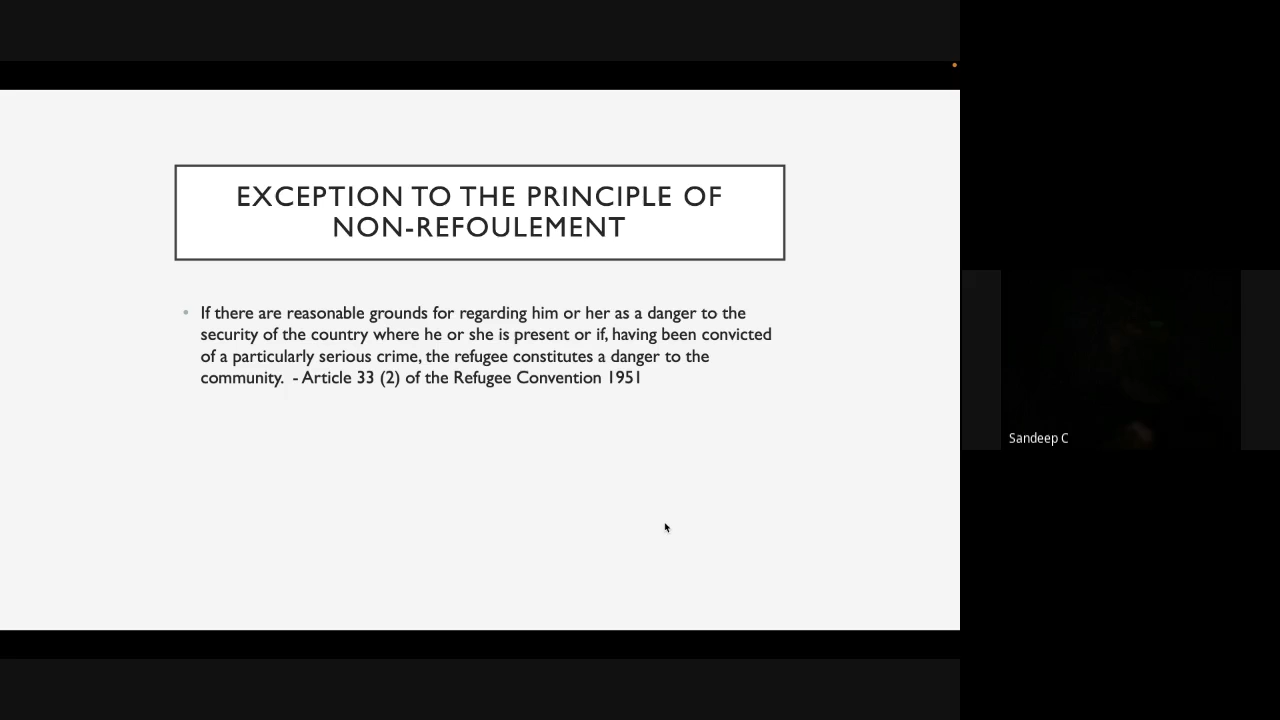 EXCEPTION TO THE PRINCIPLE OF
NON-REFOULEMENT
• If there are reasonable grounds for regarding him or her as a danger to the
security of the country where he or she is present or if, having been convicted
of a particularly serious crime, the refugee constitutes a danger to the
community.  - Article 33 (2) of the Refugee Convention 1951
Sandeep C